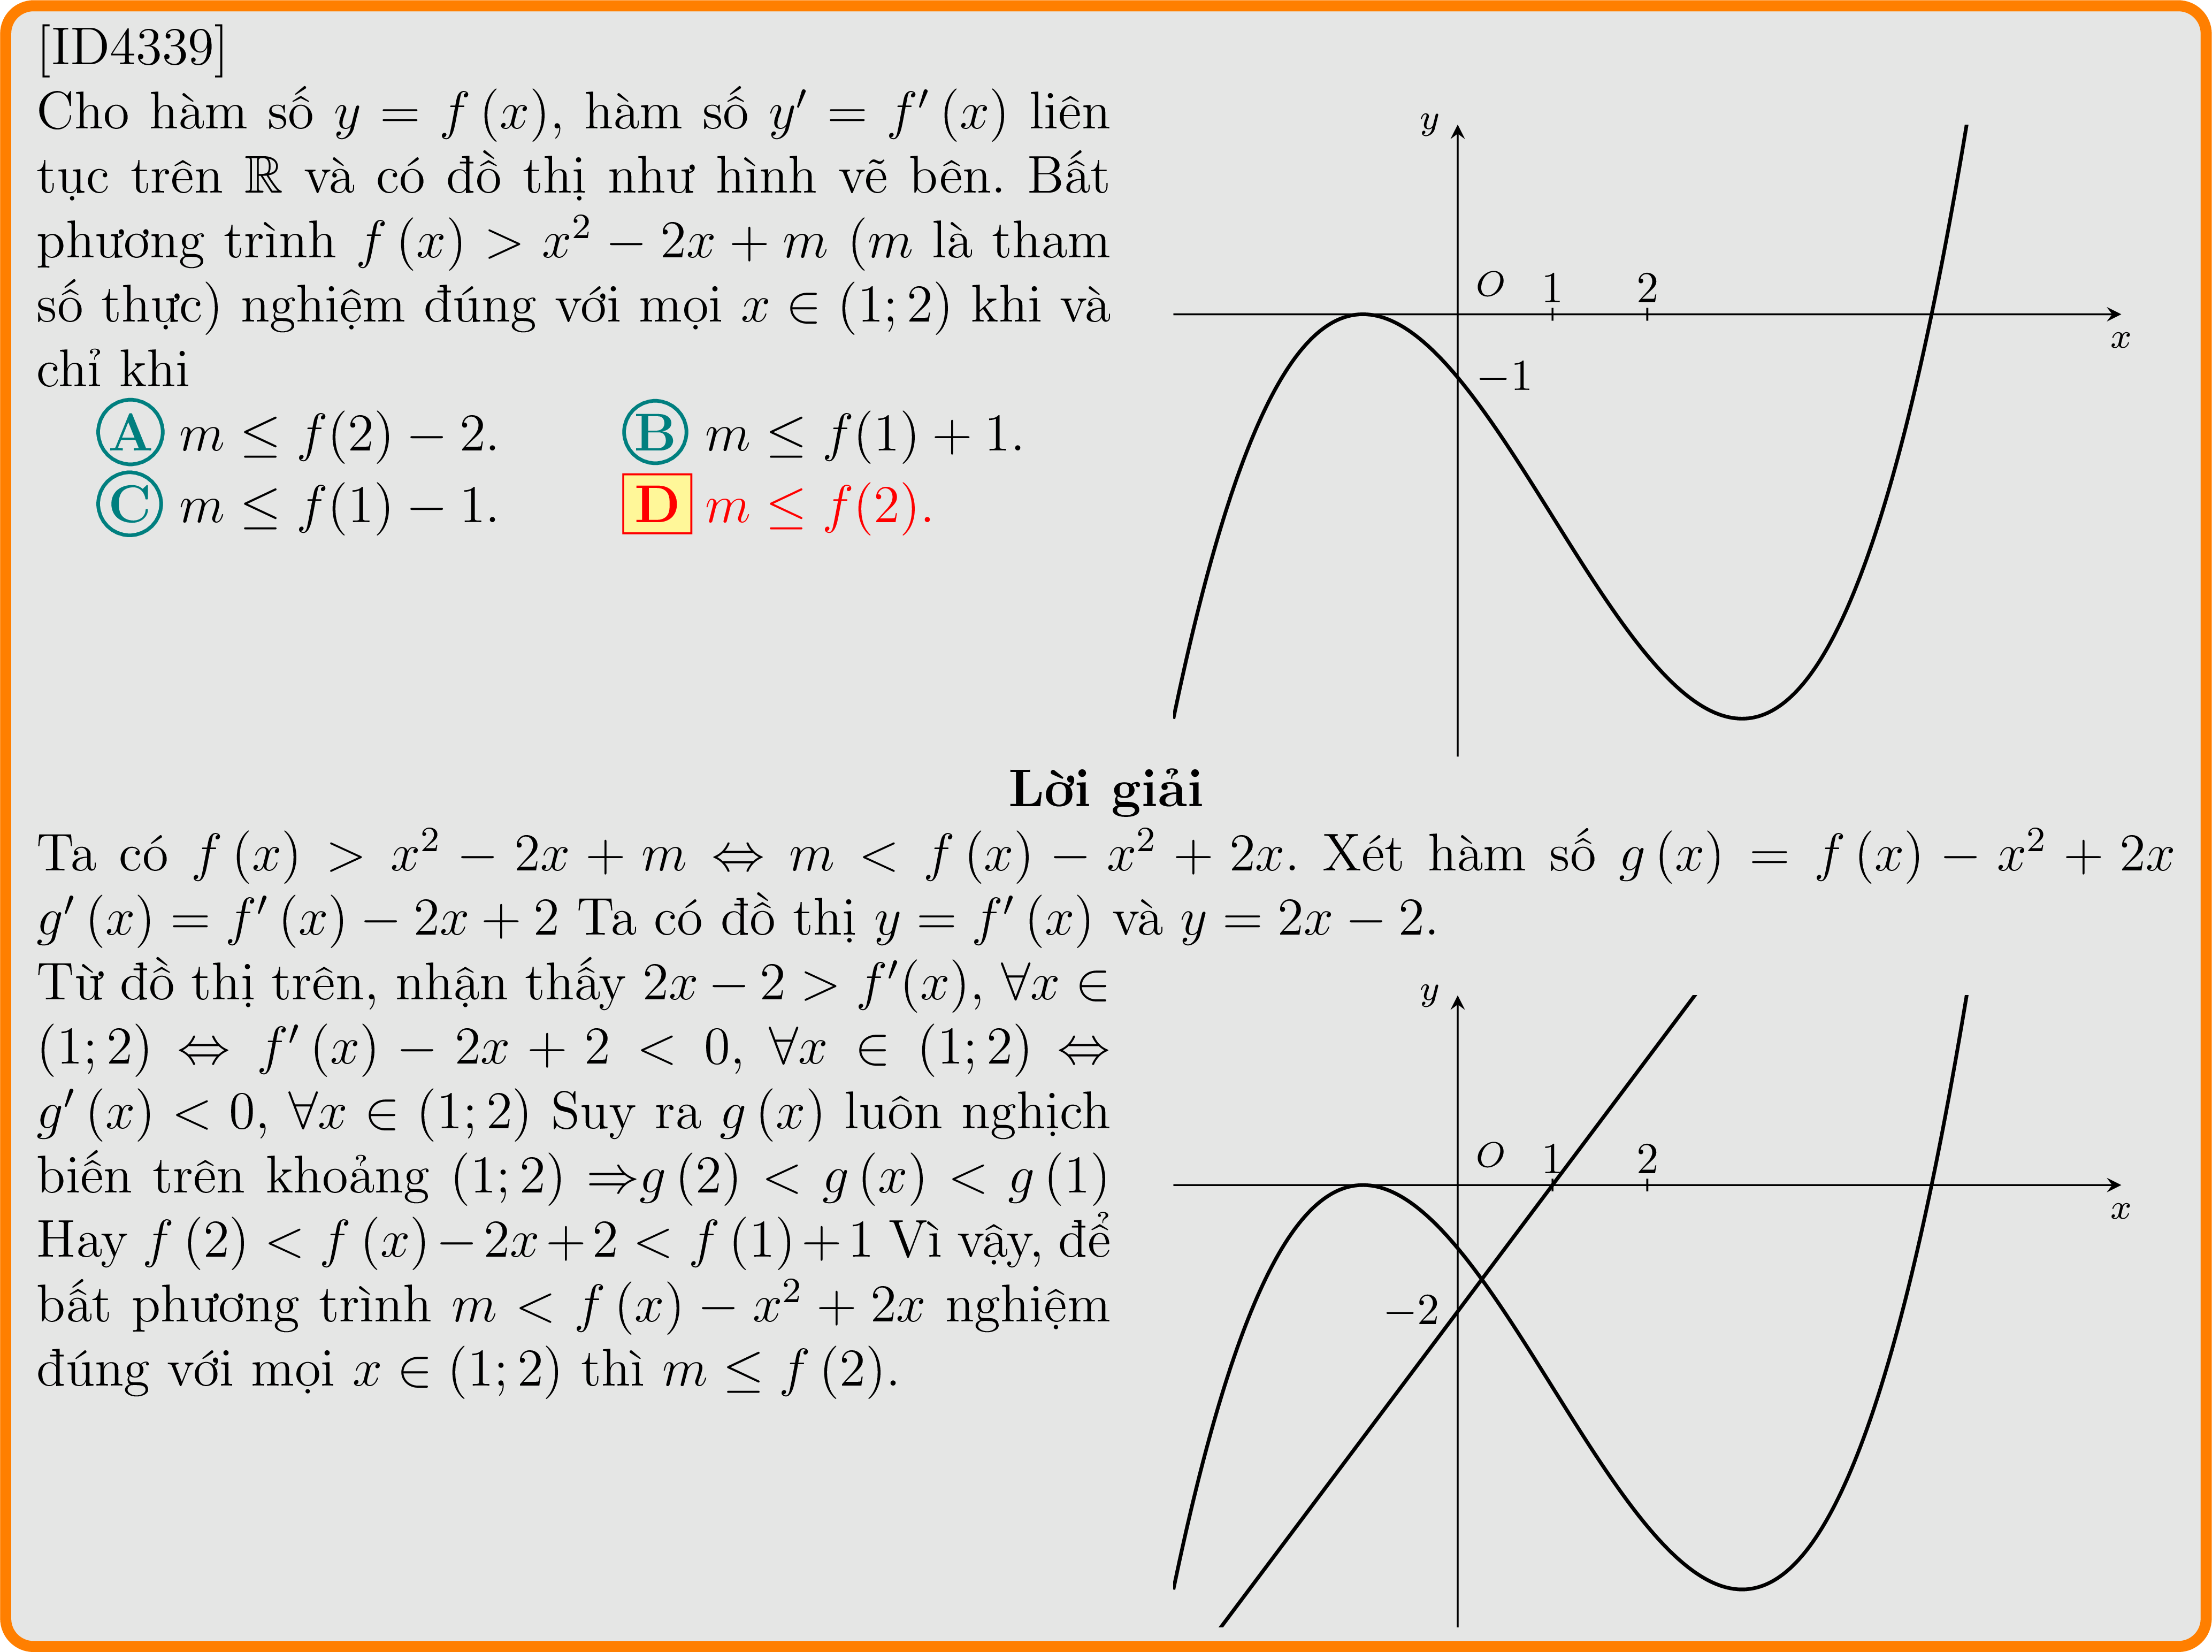 [ID4339]
Cho hàm số y = f (x), hàm số y′ = f′ (x) liên
tục trên ℝ và có đồ thị như hình vẽ bên. Bất
phương trình f (x) > x² − 2x + m (m là tham
số thực) nghiệm đúng với mọi x ∈ (1; 2) khi và
chỉ khi
A m ≤ f(2) − 2. B m ≤ f(1) + 1.
C m ≤ f(1) − 1. D m ≤ f(2).
y
O 1 2
x
−1
Lời giải
Ta có f (x) > x² − 2x + m ⇔ m < f (x) − x² + 2x. Xét hàm số g (x) = f (x) − x² + 2x
g′ (x) = f′ (x) − 2x + 2 Ta có đồ thị y = f′ (x) và y = 2x − 2.
Từ đồ thị trên, nhận thấy 2x − 2 > f′(x), ∀x ∈
(1; 2) ⇔ f′ (x) − 2x + 2 < 0, ∀x ∈ (1; 2) ⇔
g′ (x) < 0, ∀x ∈ (1; 2) Suy ra g (x) luôn nghịch
biến trên khoảng (1; 2) ⇒g (2) < g (x) < g (1)
Hay f (2) < f (x) − 2x + 2 < f (1) + 1 Vì vậy, để
bất phương trình m < f (x) − x² + 2x nghiệm
đúng với mọi x ∈ (1; 2) thì m ≤ f (2).
y
O 1 2
x
−2